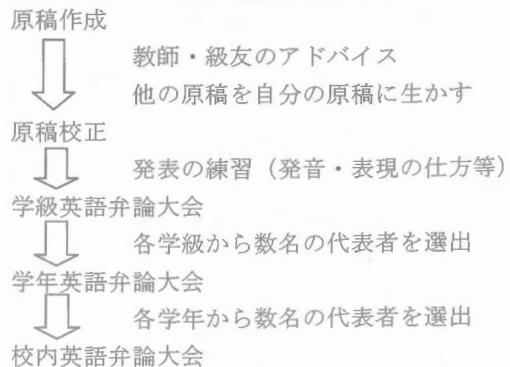 原稿作成
教師・級友のアドバイス
他の原稿を自分の原稿に生かす
原稿校正
発表の練習（発音・表現の仕方等）
学級英語弁論大会
各学級から数名の代表者を選出
学年英語弁論大会
各学年から数名の代表者を選出
校内英語弁論大会